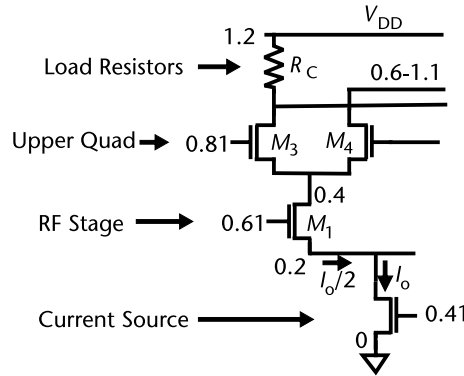 V_DD
1.2
Load Resistors
R_C
0.6-1.1
Upper Quad
0.81
M_3
M_4
0.4
RF Stage
0.61
M_1
0.2
I_o/2
I_o
Current Source
0.41
0